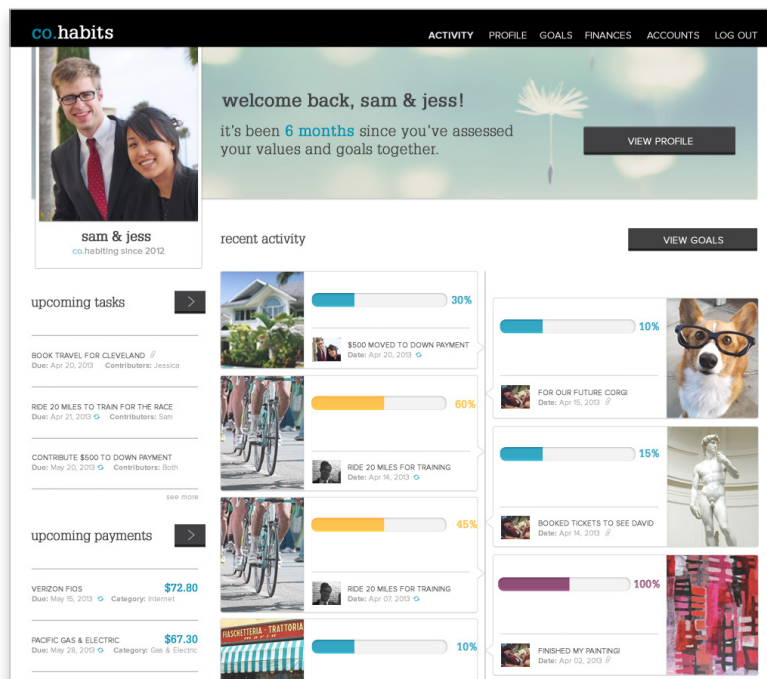 co.habits
ACTIVITY PROFILE GOALS FINANCES ACCOUNTS LOG OUT
welcome back, sam & jess!
it's been 6 months since you've assessed
your values and goals together.
VIEW PROFILE
sam & jess
co.habiting since 2012
recent activity
VIEW GOALS
upcoming tasks
BOOK TRAVEL FOR CLEVELAND
Due: Apr 20, 2013 Contributors: Jessica
RIDE 20 MILES TO TRAIN FOR THE RACE
Due: Apr 21, 2013 Contributors: Sam
CONTRIBUTE $500 TO DOWN PAYMENT
Due: May 20, 2013 Contributors: Both
see more
upcoming payments
VERIZON FIOS $72.80
Due: May 15, 2013 Category: Internet
PACIFIC GAS & ELECTRIC $67.30
Due: May 28, 2013 Category: Gas & Electric
30%
$500 MOVED TO DOWN PAYMENT
Date: Apr 20, 2013
60%
RIDE 20 MILES FOR TRAINING
Date: Apr 14, 2013
45%
RIDE 20 MILES FOR TRAINING
Date: Apr 07, 2013
FIASCHETTERIA - TRATTORIA
mario
10%
10%
FOR OUR FUTURE CORGI
Date: Apr 15, 2013
15%
BOOKED TICKETS TO SEE DAVID
Date: Apr 14, 2013
100%
FINISHED MY PAINTING!
Date: Apr 02, 2013